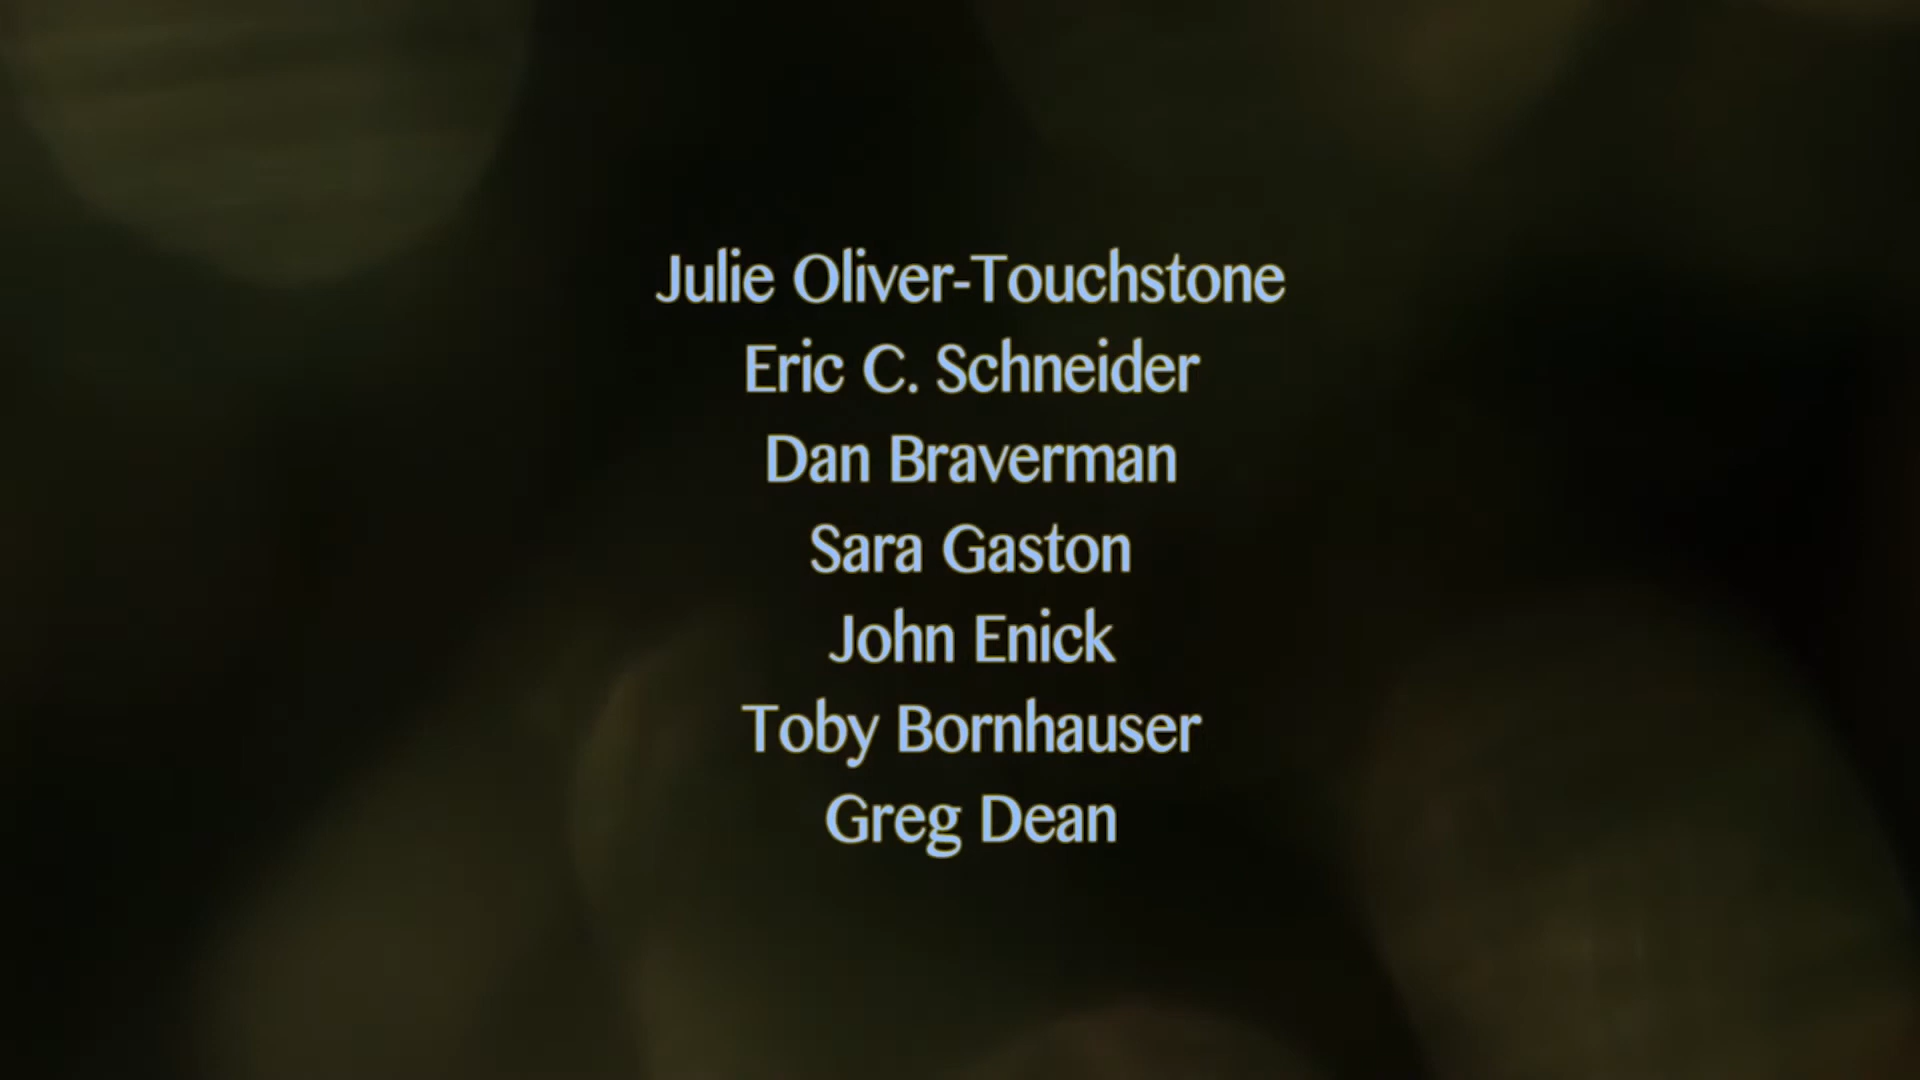 Julie Oliver-Touchstone
Eric C. Schneider
Dan Braverman
Sara Gaston
John Enick
Toby Bornhauser
Greg Dean